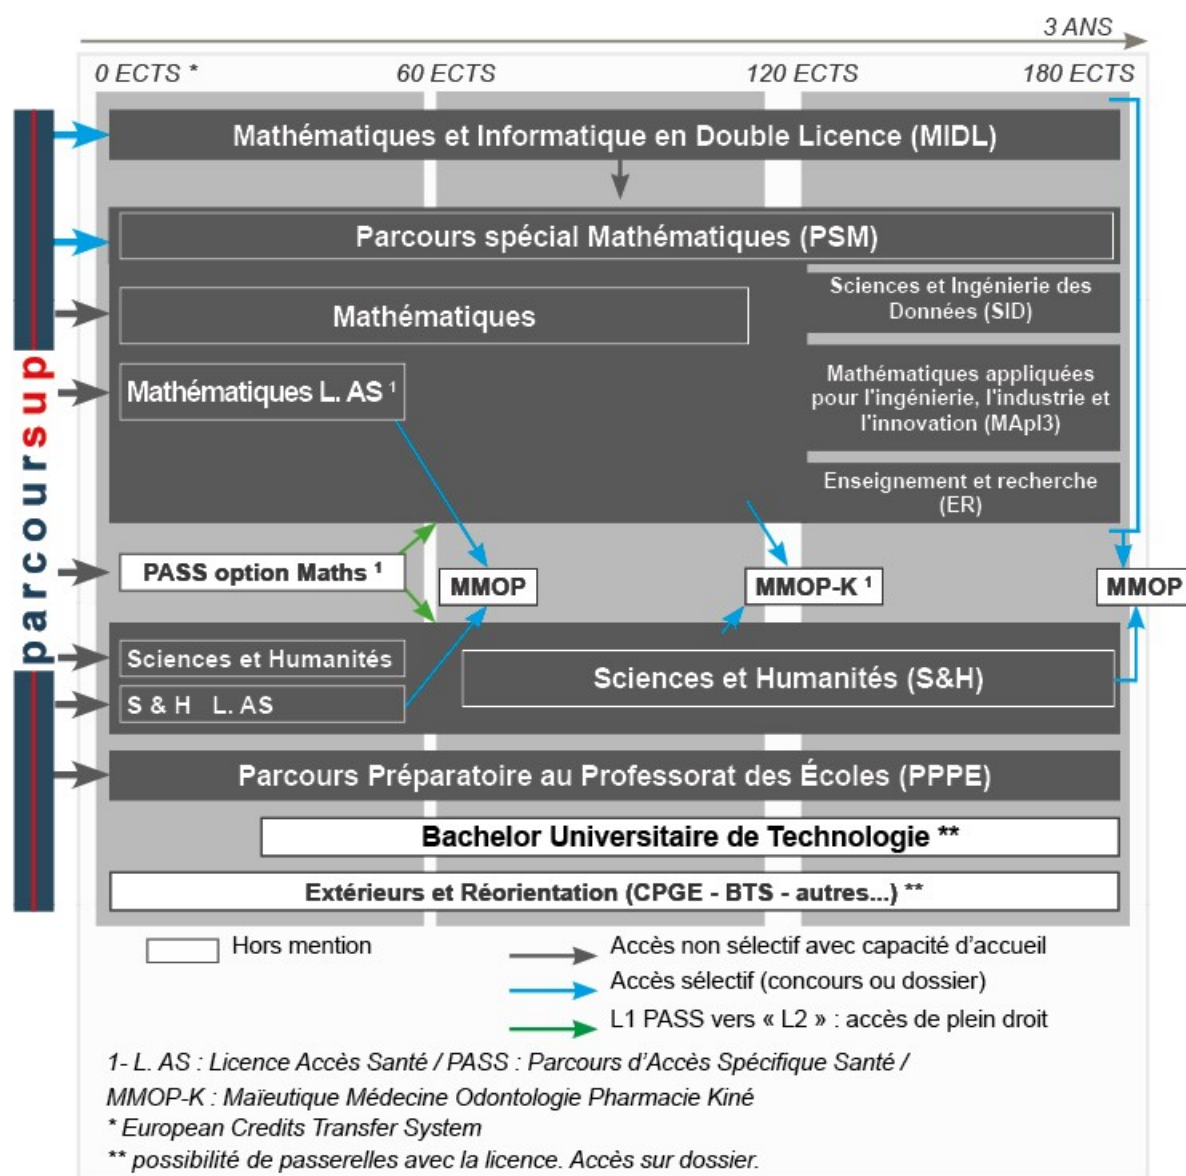 3 ANS
0 ECTS *
60 ECTS
120 ECTS
180 ECTS
parcoursup
Mathématiques et Informatique en Double Licence (MIDL)
Parcours spécial Mathématiques (PSM)
Mathématiques
Sciences et Ingénierie des
Données (SID)
Mathématiques L. AS ¹
Mathématiques appliquées
pour l'ingénierie, l'industrie et
l'innovation (MApI3)
Enseignement et recherche
(ER)
PASS option Maths ¹
MMOP
MMOP-K ¹
MMOP
Sciences et Humanités
S & H L. AS
Sciences et Humanités (S&H)
Parcours Préparatoire au Professorat des Écoles (PPPE)
Bachelor Universitaire de Technologie **
Extérieurs et Réorientation (CPGE - BTS - autres...) **
Hors mention
Accès non sélectif avec capacité d'accueil
Accès sélectif (concours ou dossier)
L1 PASS vers « L2 » : accès de plein droit
1- L. AS : Licence Accès Santé / PASS : Parcours d'Accès Spécifique Santé /
MMOP-K : Maïeutique Médecine Odontologie Pharmacie Kiné
* European Credits Transfer System
** possibilité de passerelles avec la licence. Accès sur dossier.